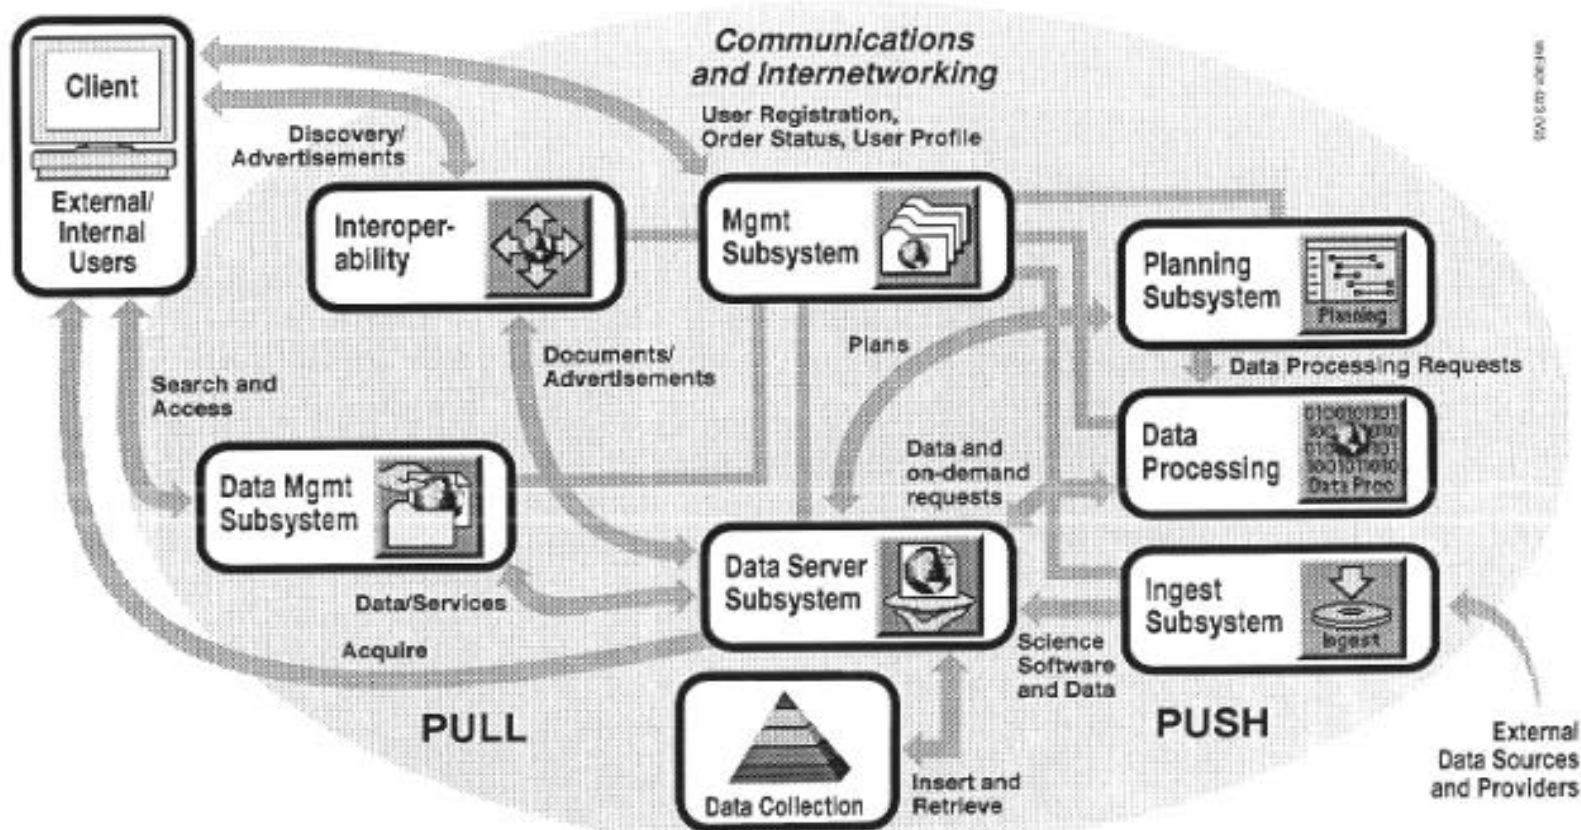 Communications
and Internetworking
Client
External/
Internal
Users
Discovery/
Advertisements
User Registration,
Order Status, User Profile
Interoper-
ability
Mgmt
Subsystem
Planning
Subsystem
Planning
Plans
Data Processing Requests
Documents/
Advertisements
Search and
Access
Data
Processing
Data Proc
Data and
on-demand
requests
Data Mgmt
Subsystem
Data Server
Subsystem
Ingest
Subsystem
Ingest
Data/Services
Acquire
Science
Software
and Data
PULL
PUSH
Data Collection
Insert and
Retrieve
External
Data Sources
and Providers